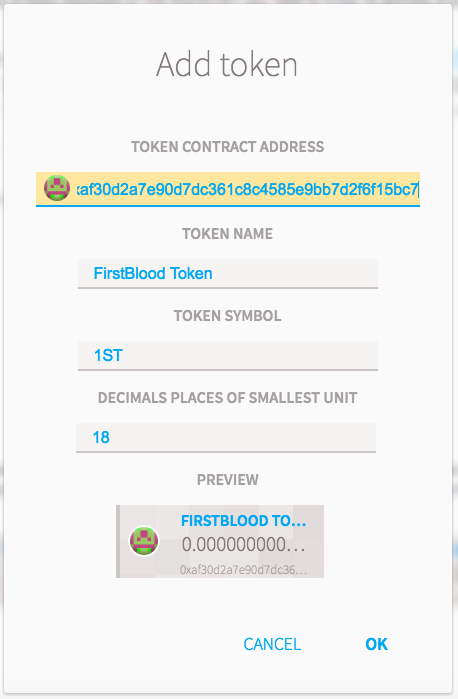 Add token
TOKEN CONTRACT ADDRESS
xaf30d2a7e90d7dc361c8c4585e9bb7d2f6f15bc7
TOKEN NAME
FirstBlood Token
TOKEN SYMBOL
1ST
DECIMALS PLACES OF SMALLEST UNIT
18
PREVIEW
FIRSTBLOOD TO...
0.000000000...
0xaf30d2a7e90d7dc36...
CANCEL OK